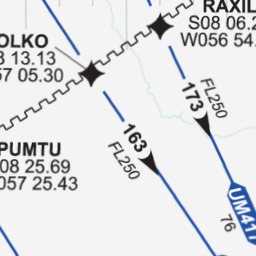 RAXIL
S08 06.2
W056 54.
OLKO
8 13.13
57 05.30
FL250
173
163
FL250
PUMTU
08 25.69
057 25.43
UM417
76